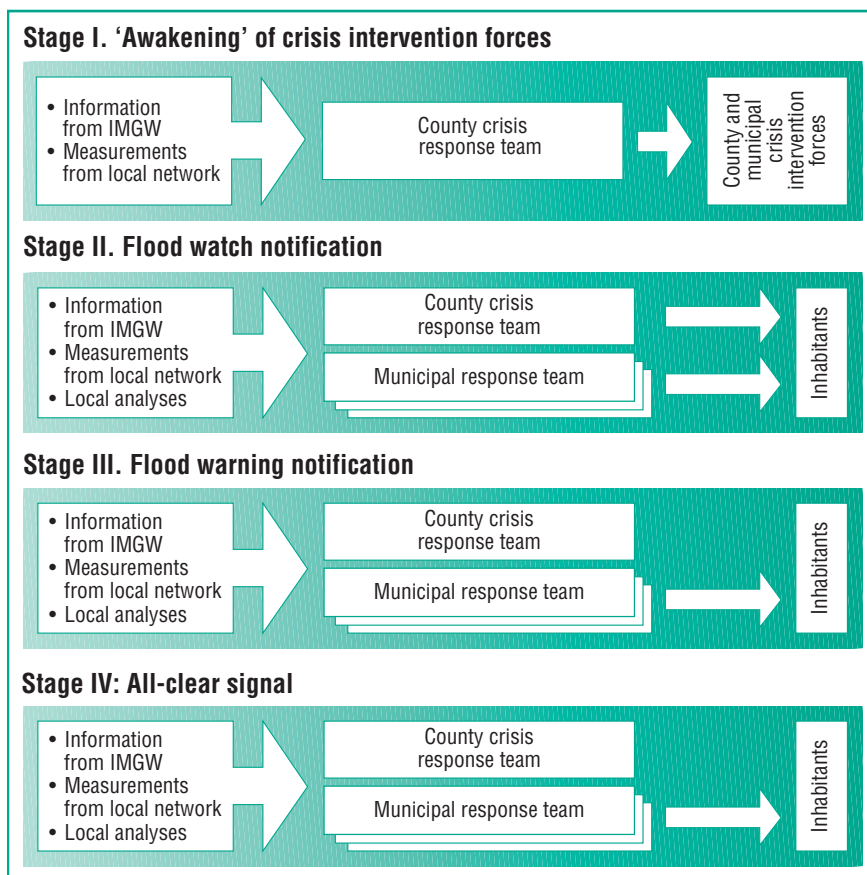 Stage I. ‘Awakening’ of crisis intervention forces
• Information
from IMGW
• Measurements
from local network
County crisis
response team
County and
municipal
crisis
intervention
forces
Stage II. Flood watch notification
• Information
from IMGW
• Measurements
from local network
• Local analyses
County crisis
response team
Municipal response team
Inhabitants
Stage III. Flood warning notification
• Information
from IMGW
• Measurements
from local network
• Local analyses
County crisis
response team
Municipal response team
Inhabitants
Stage IV: All-clear signal
• Information
from IMGW
• Measurements
from local network
• Local analyses
County crisis
response team
Municipal response team
Inhabitants